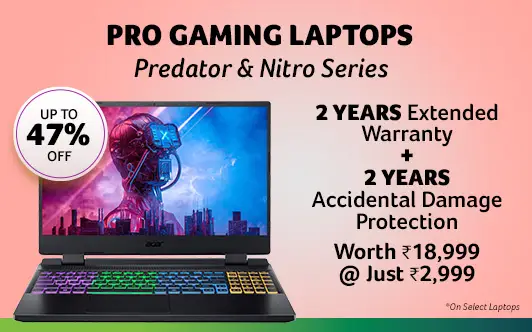 PRO GAMING LAPTOPS
Predator & Nitro Series
UP TO
47%
OFF
acer
2 YEARS Extended
Warranty
+
2 YEARS
Accidental Damage
Protection
Worth ₹18,999
@ Just ₹2,999
*On Select Laptops